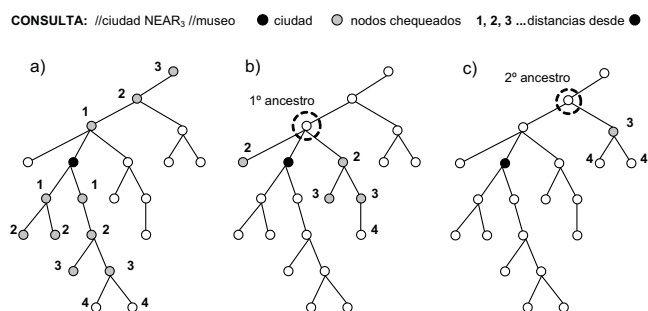 CONSULTA: //ciudad NEAR₃ //museo ciudad nodos chequeados 1, 2, 3 ...distancias desde
a) b) c)
3
2
1
1 1
2 2 2
3 3
4 4
1º ancestro
2 2
3 3
4
2º ancestro
3
4 4